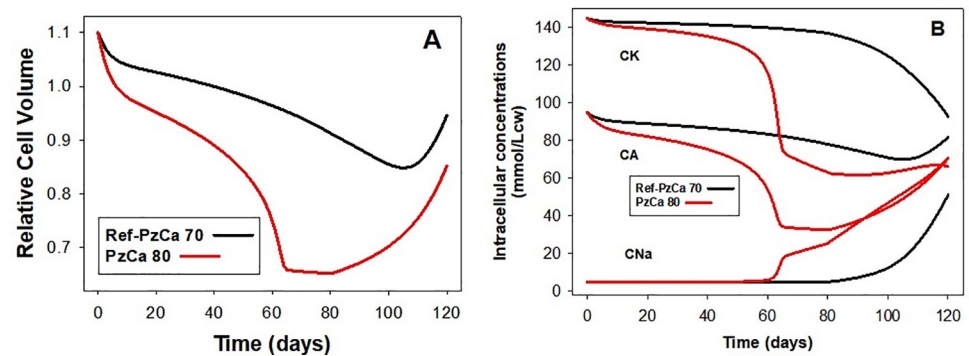 A
Relative Cell Volume
1.1
1.0
0.9
0.8
0.7
Ref-PzCa 70
PzCa 80
0 20 40 60 80 100 120
Time (days)
B
Intracellular concentrations
(mmol/Lcw)
140
120
100
80
60
40
20
0
CK
CA
Ref-PzCa 70
PzCa 80
CNa
0 20 40 60 80 100 120
Time (days)